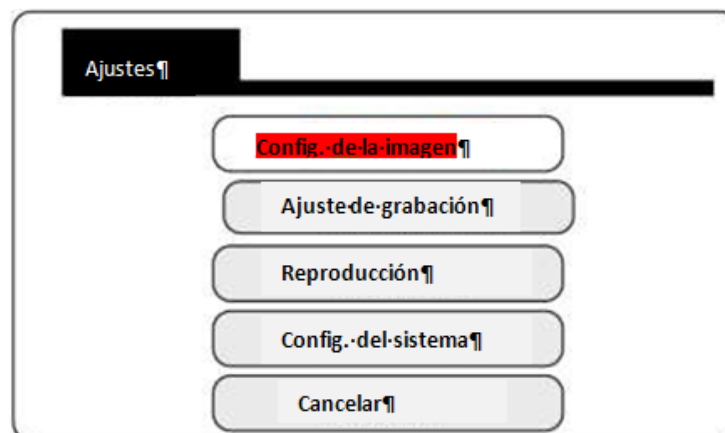 Ajustes¶
Config.·de·la·imagen¶
Ajuste·de·grabación¶
Reproducción¶
Config.·del·sistema¶
Cancelar¶